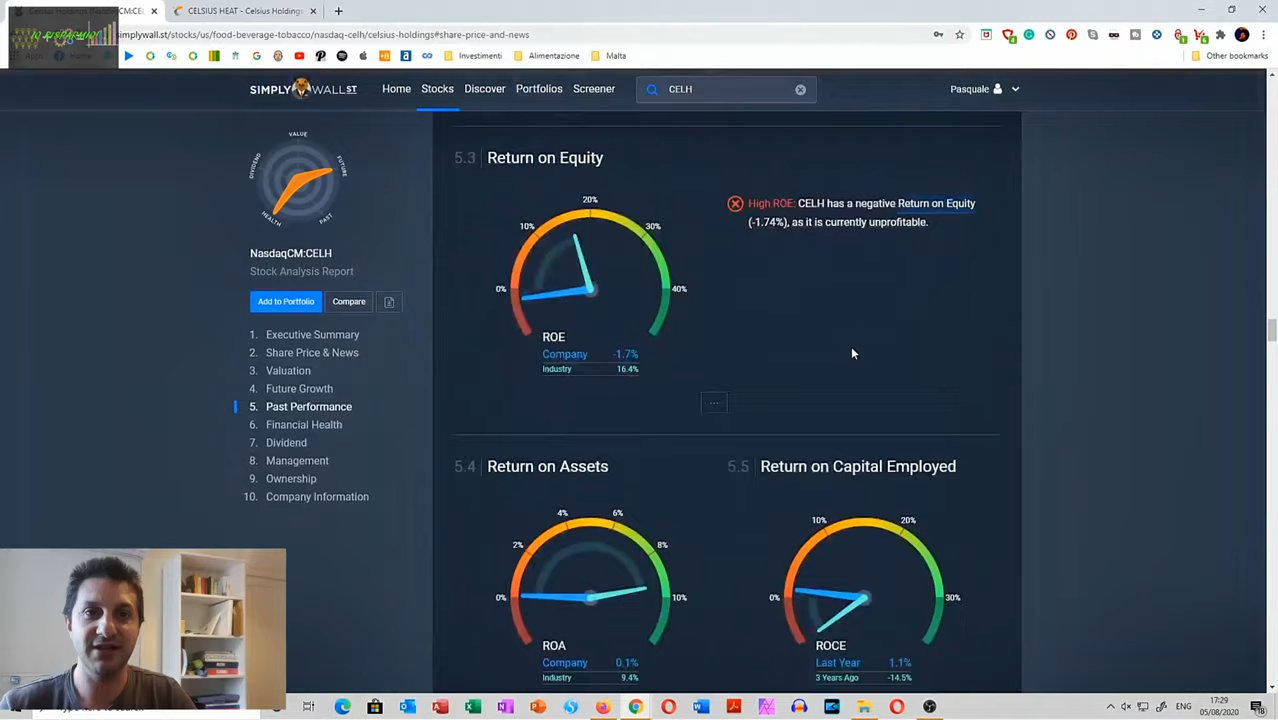 CELSIUS HEAT - Celsius Holdings
simplywall.st/stocks/us/food-beverage-tobacco/nasdaq-celh/celsius-holdings#share-price-and-news
Investimenti
Alimentazione
Malta
Other bookmarks
SIMPLY WALL ST
Home
Stocks
Discover
Portfolios
Screener
CELH
Pasquale
VALUE
FUTURE
PAST
HEALTH
DIVIDEND
NasdaqCM:CELH
Stock Analysis Report
Add to Portfolio
Compare
1. Executive Summary
2. Share Price & News
3. Valuation
4. Future Growth
5. Past Performance
6. Financial Health
7. Dividend
8. Management
9. Ownership
10. Company Information
5.3 Return on Equity
0%
10%
20%
30%
40%
ROE
Company -1.7%
Industry 16.4%
High ROE: CELH has a negative Return on Equity
(-1.74%), as it is currently unprofitable.
...
5.4 Return on Assets
0%
2%
4%
6%
8%
10%
ROA
Company 0.1%
Industry 9.4%
5.5 Return on Capital Employed
0%
10%
20%
30%
ROCE
Last Year 1.1%
3 Years Ago -14.5%
ENG
17:29
05/08/2020